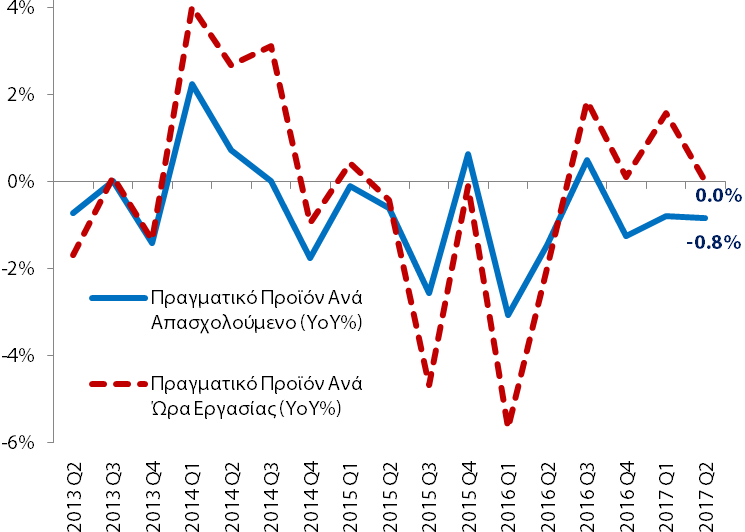 4%
2%
0%
-2%
-4%
-6%
0.0%
-0.8%
Πραγματικό Προϊόν Ανά
Απασχολούμενο (YoY%)
Πραγματικό Προϊόν Ανά
Ώρα Εργασίας (YoY%)
2013 Q2
2013 Q3
2013 Q4
2014 Q1
2014 Q2
2014 Q3
2014 Q4
2015 Q1
2015 Q2
2015 Q3
2015 Q4
2016 Q1
2016 Q2
2016 Q3
2016 Q4
2017 Q1
2017 Q2